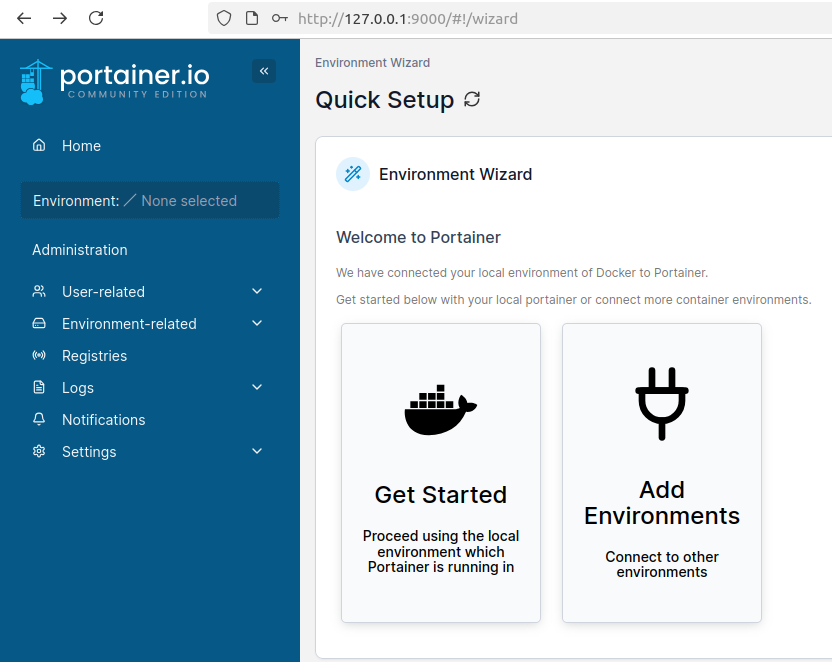 http://127.0.0.1:9000/#!/wizard
portainer.io
COMMUNITY EDITION
Home
Environment: None selected
Administration
User-related
Environment-related
Registries
Logs
Notifications
Settings
Environment Wizard
Quick Setup
Environment Wizard
Welcome to Portainer
We have connected your local environment of Docker to Portainer.
Get started below with your local portainer or connect more container environments.
Get Started
Proceed using the local
environment which
Portainer is running in
Add
Environments
Connect to other
environments